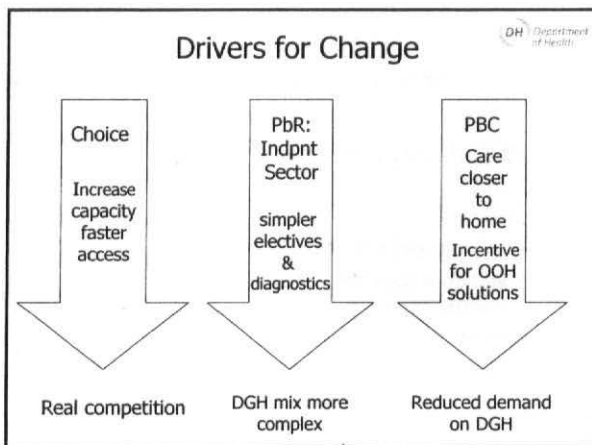 DH Department
of Health
Drivers for Change
Choice
Increase
capacity
faster
access
Real competition
PbR:
Indpnt
Sector
simpler
electives
&
diagnostics
DGH mix more
complex
PBC
Care
closer
to
home
Incentive
for OOH
solutions
Reduced demand
on DGH